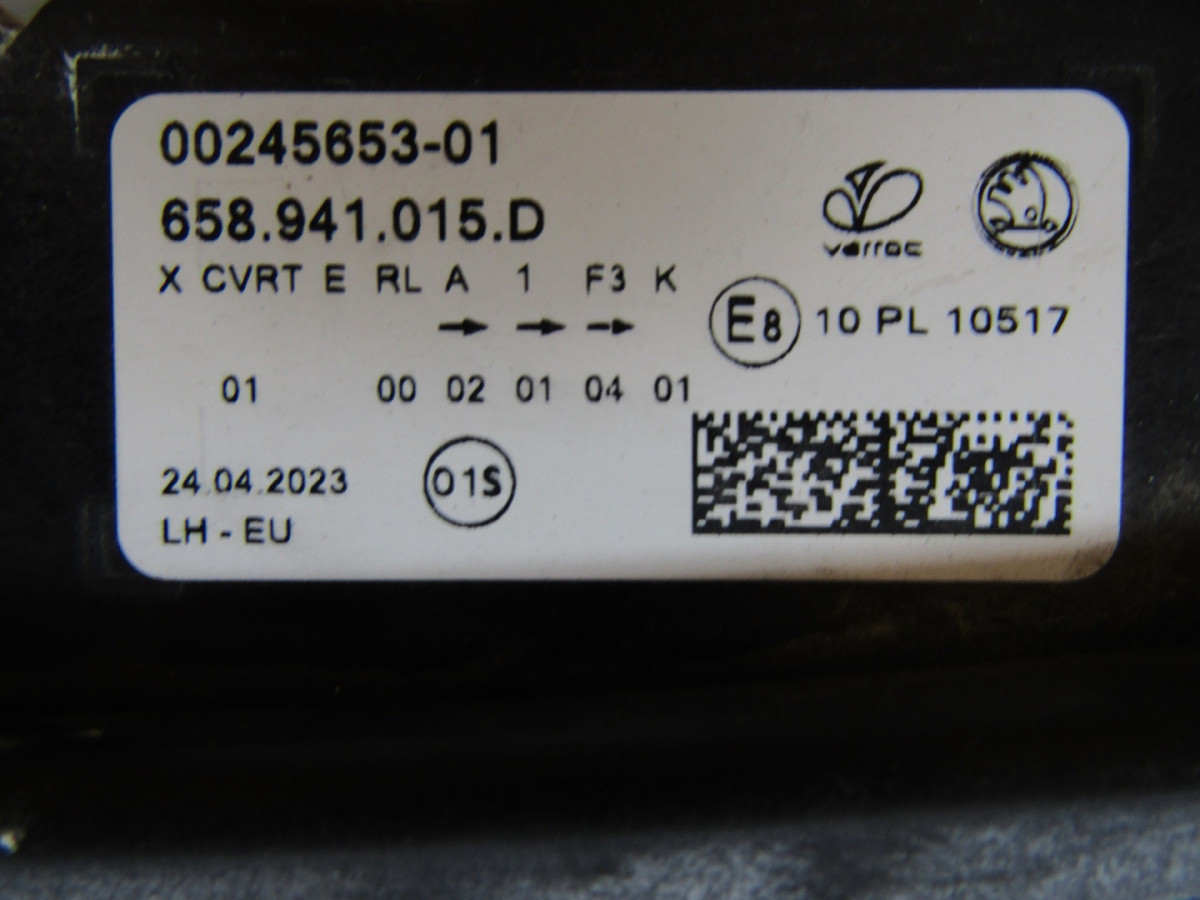 00245653-01
658.941.015.D
varroc
X CVRT E RL A 1 F3 K
→ → →
E8 10 PL 10517
01 00 02 01 04 01
24.04.2023
01S
LH - EU